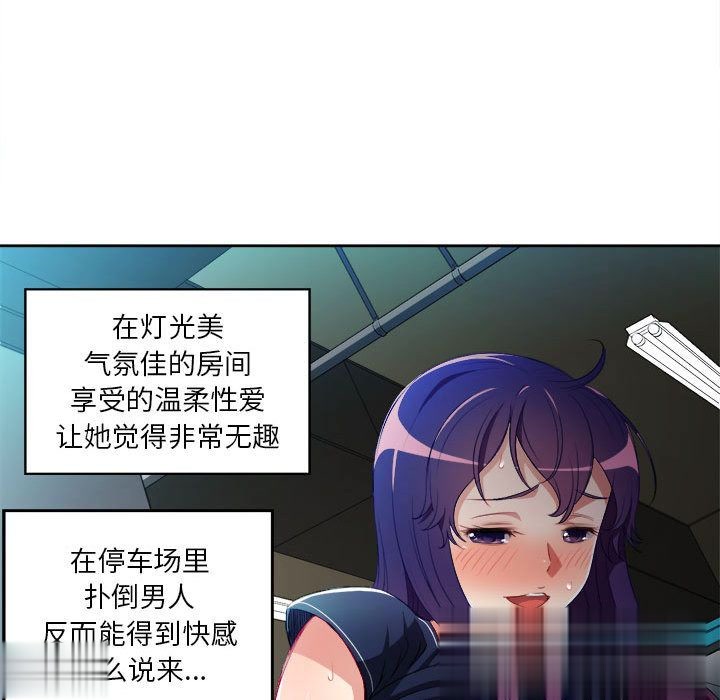 在灯光美
气氛佳的房间
享受的温柔性爱
让她觉得非常无趣
在停车场里
扑倒男人
反而能得到快感
么说来...